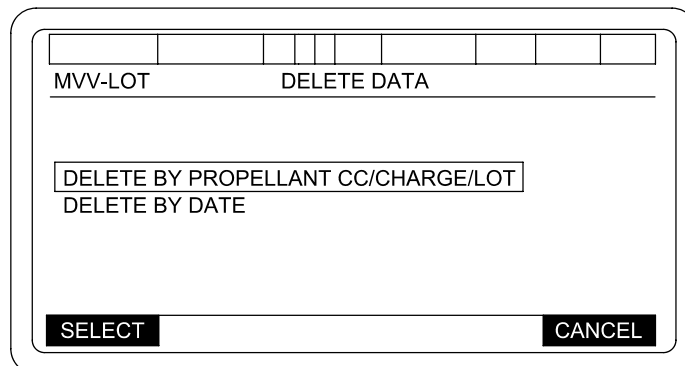 MVV-LOT DELETE DATA
DELETE BY PROPELLANT CC/CHARGE/LOT
DELETE BY DATE
SELECT CANCEL